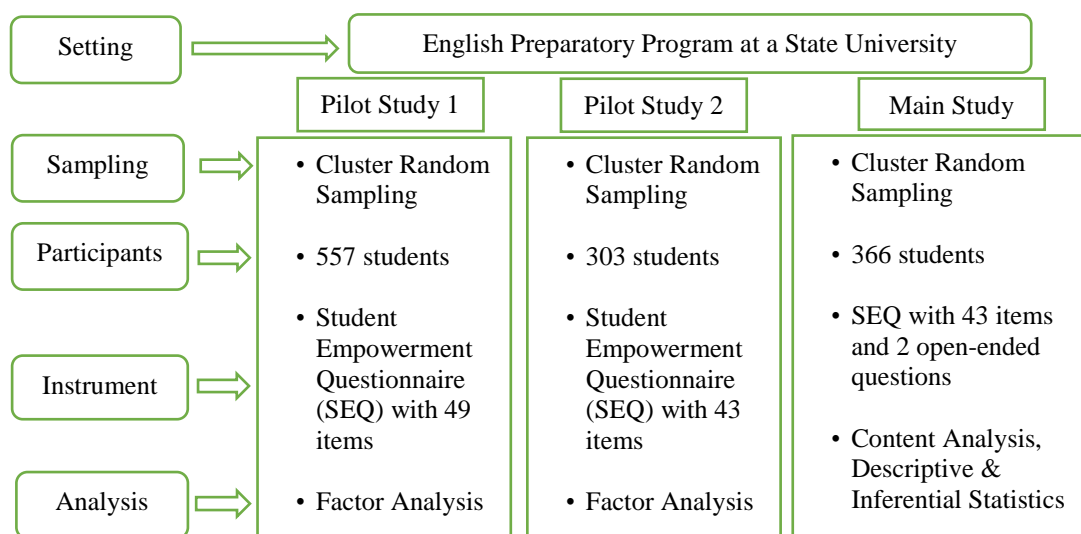 Setting
English Preparatory Program at a State University
Pilot Study 1
Pilot Study 2
Main Study
Sampling
• Cluster Random
Sampling
• Cluster Random
Sampling
• Cluster Random
Sampling
Participants
• 557 students
• 303 students
• 366 students
Instrument
• Student
Empowerment
Questionnaire
(SEQ) with 49
items
• Student
Empowerment
Questionnaire
(SEQ) with 43
items
• SEQ with 43 items
and 2 open-ended
questions
Analysis
• Factor Analysis
• Factor Analysis
• Content Analysis,
Descriptive &
Inferential Statistics